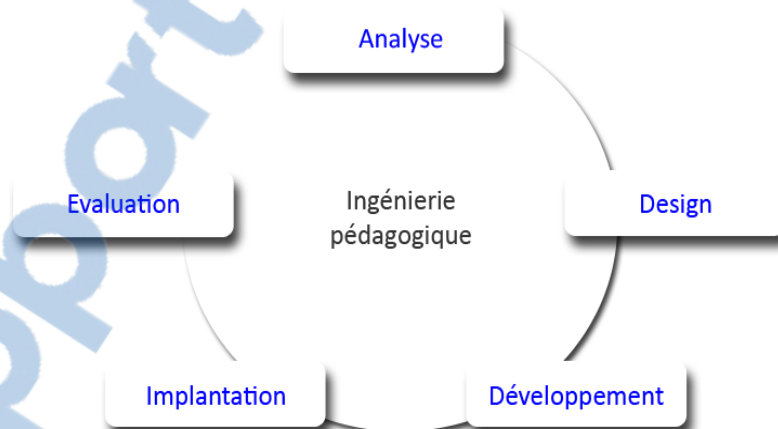 Analyse
Evaluation
Ingénierie
pédagogique
Design
Implantation
Développement